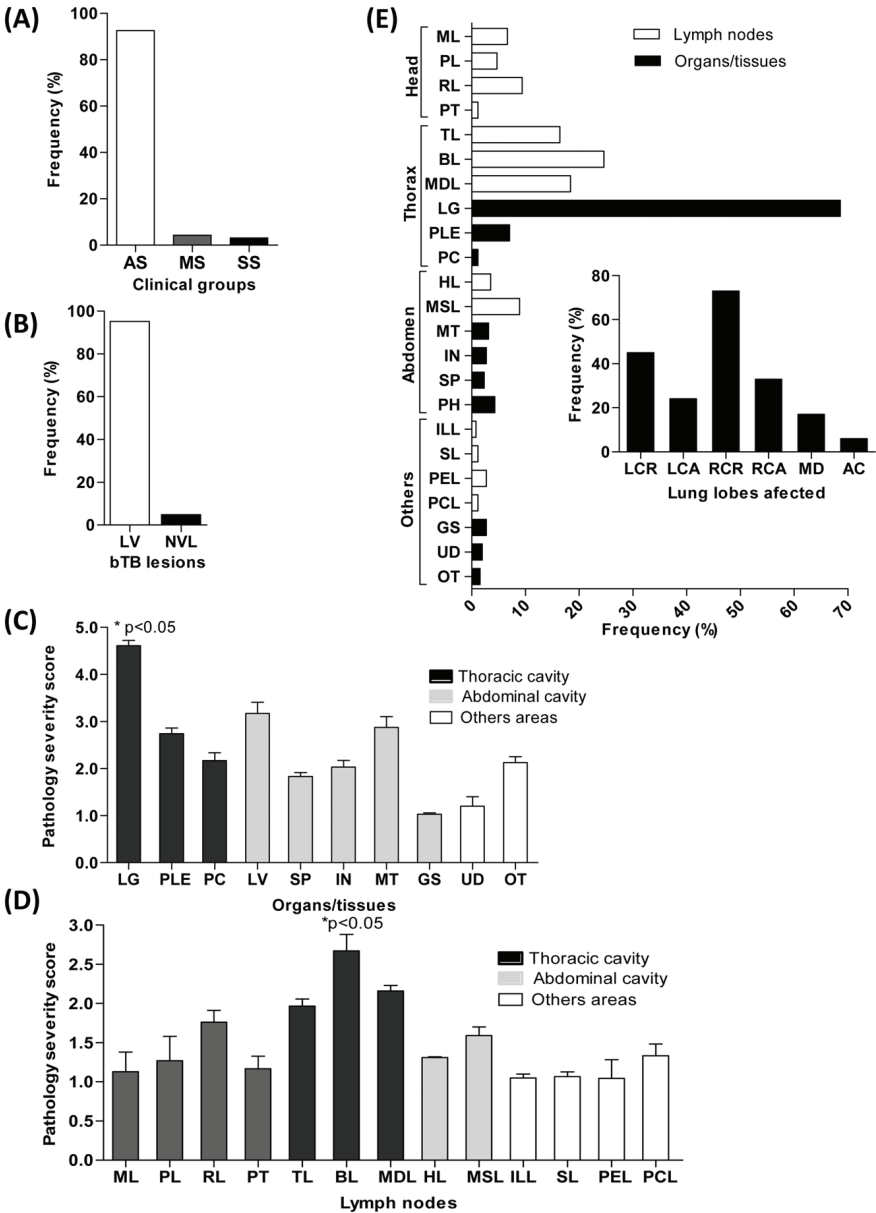 (A)
Frequency (%)
100
80
60
40
20
0
AS MS SS
Clinical groups
(B)
Frequency (%)
100
80
60
40
20
0
LV NVL
bTB lesions
(E)
Lymph nodes
Organs/tissues
Head
ML
PL
RL
PT
Thorax
TL
BL
MDL
LG
PLE
PC
Abdomen
HL
MSL
MT
IN
SP
PH
Others
ILL
SL
PEL
PCL
GS
UD
OT
0 10 20 30 40 50 60 70
Frequency (%)
Frequency (%)
80
60
40
20
0
LCR LCA RCR RCA MD AC
Lung lobes affected
(C)
Pathology severity score
5.0
4.0
3.0
2.0
1.0
0.0
* p<0.05
Thoracic cavity
Abdominal cavity
Others areas
LG PLE PC LV SP IN MT GS UD OT
Organs/tissues
(D)
Pathology severity score
3.0
2.5
2.0
1.5
1.0
0.5
0.0
*p<0.05
Thoracic cavity
Abdominal cavity
Others areas
ML PL RL PT TL BL MDL HL MSL ILL SL PEL PCL
Lymph nodes